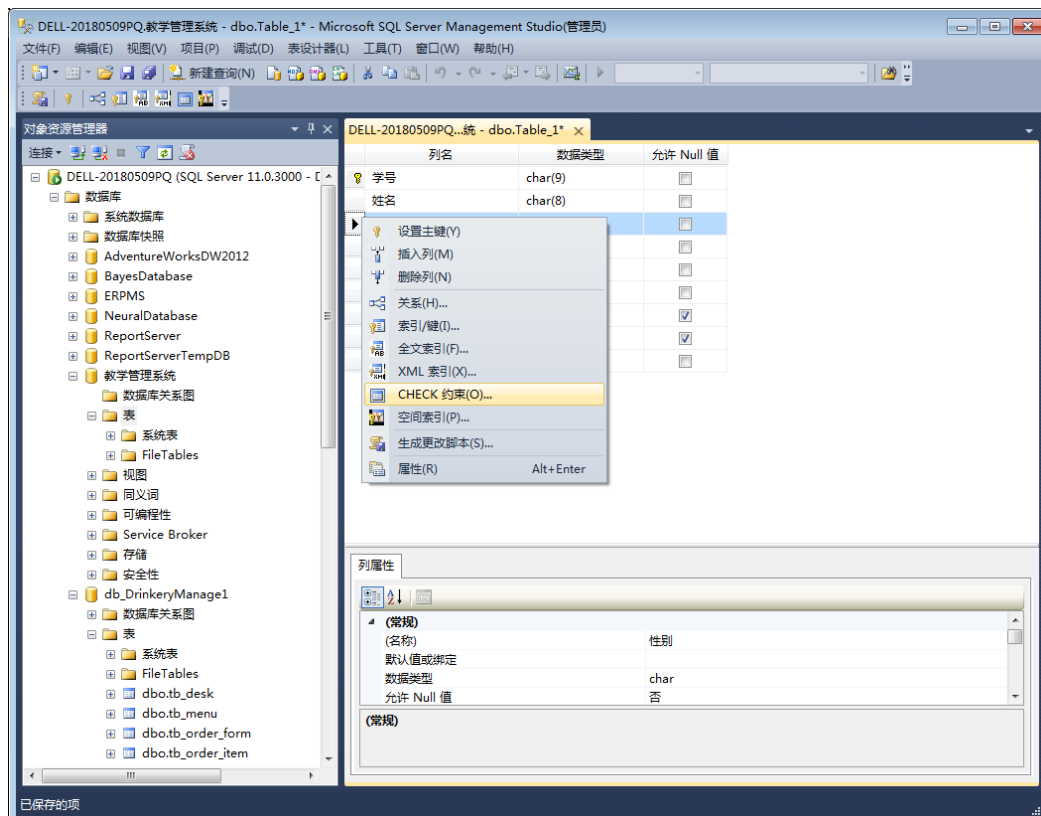 DELL-20180509PQ.教学管理系统 - dbo.Table_1* - Microsoft SQL Server Management Studio(管理员)
文件(F) 编辑(E) 视图(V) 项目(P) 调试(D) 表设计器(L) 工具(T) 窗口(W) 帮助(H)
新建查询(N)
对象资源管理器
连接
DELL-20180509PQ (SQL Server 11.0.3000 - D
数据库
系统数据库
数据库快照
AdventureWorksDW2012
BayesDatabase
ERPMS
NeuralDatabase
ReportServer
ReportServerTempDB
教学管理系统
数据库关系图
表
系统表
FileTables
视图
同义词
可编程性
Service Broker
存储
安全性
db_DrinkeryManage1
数据库关系图
表
系统表
FileTables
dbo.tb_desk
dbo.tb_menu
dbo.tb_order_form
dbo.tb_order_item
DELL-20180509PQ...统 - dbo.Table_1*
列名 数据类型 允许 Null 值
学号 char(9)
姓名 char(8)
设置主键(Y)
插入列(M)
删除列(N)
关系(H)...
索引/键(I)...
全文索引(F)...
XML 索引(X)...
CHECK 约束(O)...
空间索引(P)...
生成更改脚本(S)...
属性(R) Alt+Enter
列属性
(常规)
(名称) 性别
默认值或绑定
数据类型 char
允许 Null 值 否
(常规)
已保存的项